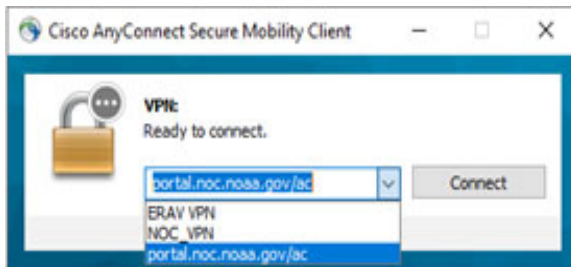 Cisco AnyConnect Secure Mobility Client
VPN:
Ready to connect.
portal.noc.noaa.gov/ac
Connect
ERAV VPN
NOC_VPN
portal.noc.noaa.gov/ac